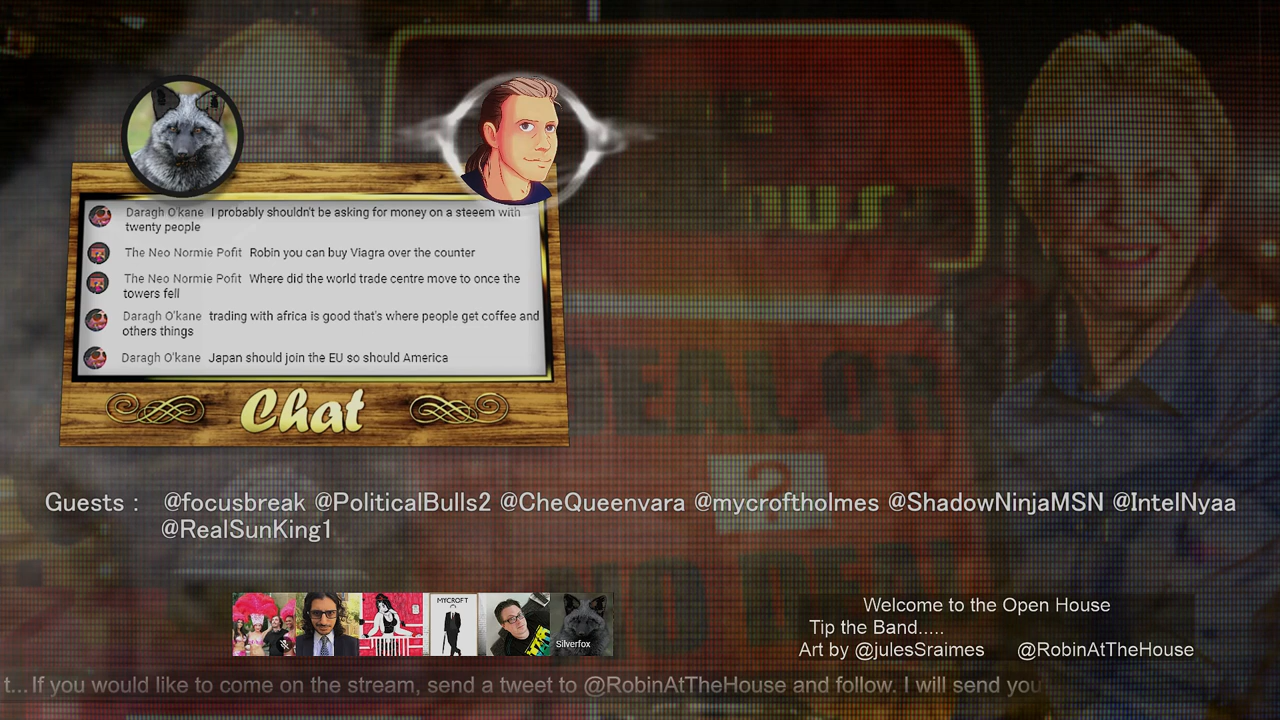 Daragh O'kane I probably shouldn't be asking for money on a steeem with
twenty people
The Neo Normie Pofit Robin you can buy Viagra over the counter
The Neo Normie Pofit Where did the world trade centre move to once the
towers fell
Daragh O'kane trading with africa is good that's where people get coffee and
others things
Daragh O'kane Japan should join the EU so should America
Chat
DEAL OR
?
NO DEAL
Guests : @focusbreak @PoliticalBulls2 @CheQueenvara @mycroftholmes @ShadowNinjaMSN @IntelNyaa
@RealSunKing1
MYCROFT
Silverfox
Welcome to the Open House
Tip the Band.....
Art by @julesSraimes @RobinAtTheHouse
t... If you would like to come on the stream, send a tweet to @RobinAtTheHouse and follow. I will send you